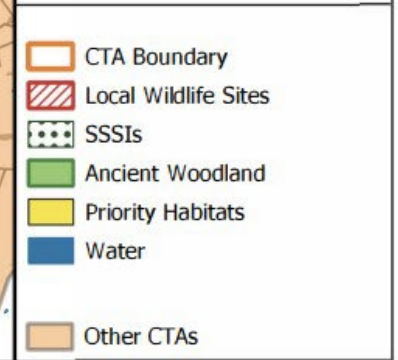 CTA Boundary
Local Wildlife Sites
SSSIs
Ancient Woodland
Priority Habitats
Water
Other CTAs